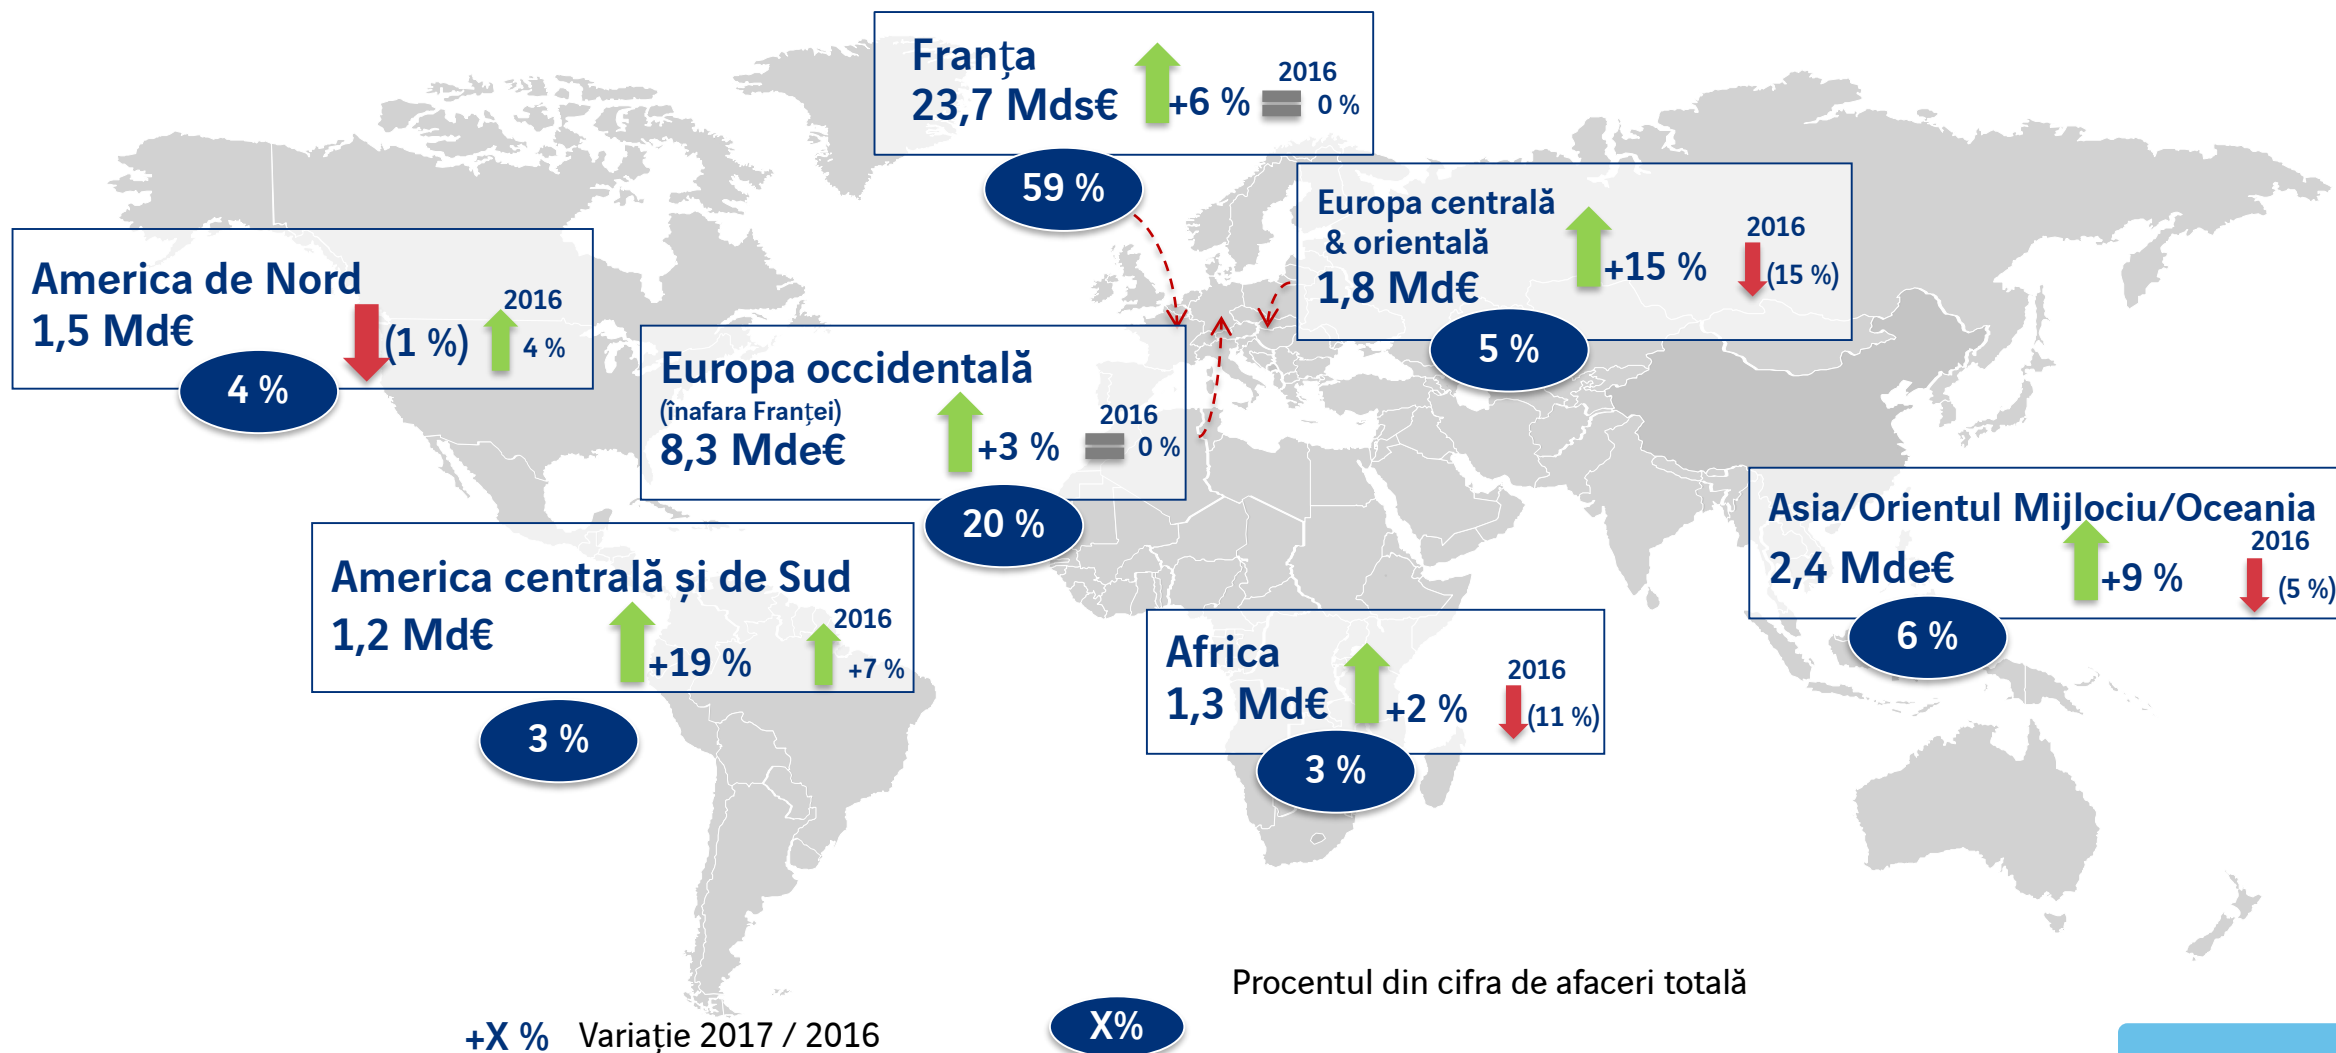 Franța
23,7 Mds€
+6 %
2016
0 %
59 %
Europa centrală
& orientală
1,8 Md€
+15 %
2016
(15 %)
5 %
America de Nord
1,5 Md€
(1 %)
2016
4 %
4 %
Europa occidentală
(înafara Franței)
8,3 Mde€
+3 %
2016
0 %
20 %
Asia/Orientul Mijlociu/Oceania
2,4 Mde€
+9 %
2016
(5 %)
6 %
America centrală și de Sud
1,2 Md€
+19 %
2016
+7 %
3 %
Africa
1,3 Md€
+2 %
2016
(11 %)
3 %
Procentul din cifra de afaceri totală
X%
+X % Variație 2017 / 2016